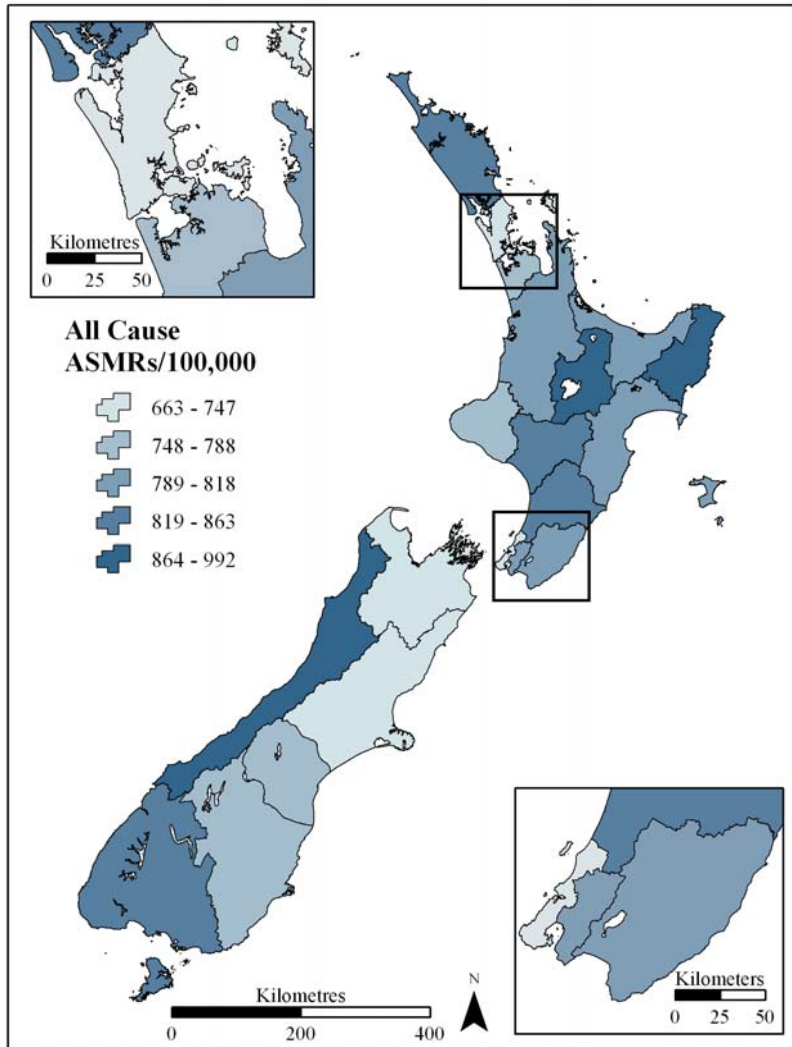 Kilometres
0 25 50
All Cause
ASMRs/100,000
663 - 747
748 - 788
789 - 818
819 - 863
864 - 992
Kilometres
0 200 400
N
Kilometers
0 25 50